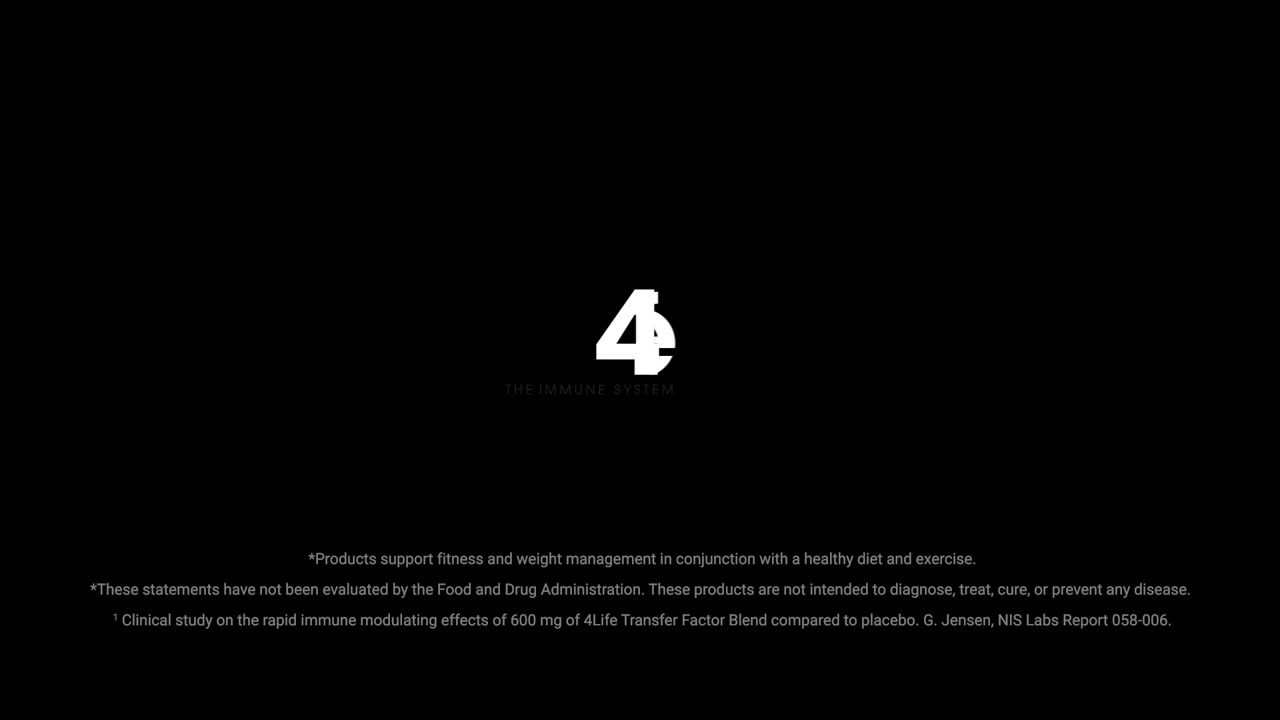 4e
THE IMMUNE SYSTEM
*Products support fitness and weight management in conjunction with a healthy diet and exercise.
*These statements have not been evaluated by the Food and Drug Administration. These products are not intended to diagnose, treat, cure, or prevent any disease.
¹ Clinical study on the rapid immune modulating effects of 600 mg of 4Life Transfer Factor Blend compared to placebo. G. Jensen, NIS Labs Report 058-006.